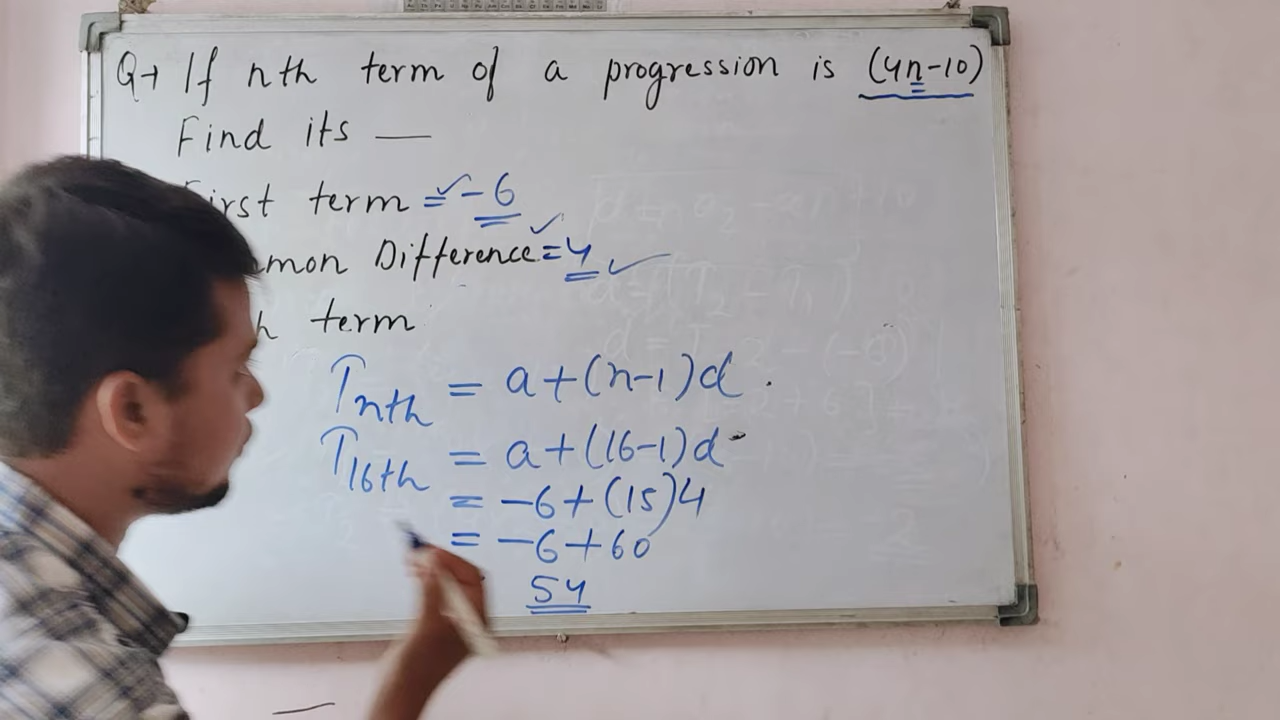 Q→ If nth term of a progression is (4n-10)
Find its —
First term = -6
mon Difference = 4
h term
Tnth = a+(n-1)d.
T16th = a+(16-1)d
= -6+(15)4
= -6+60
54